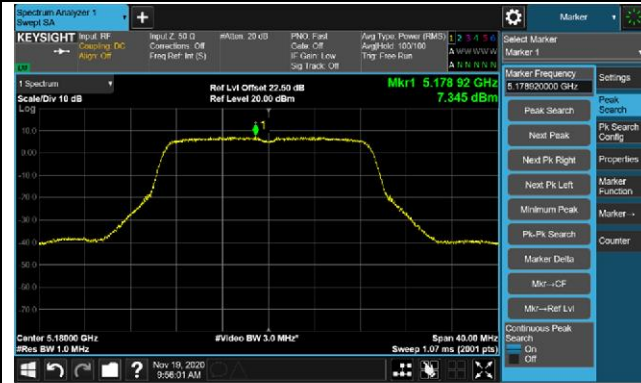 Spectrum Analyzer 1
Swept SA
+
Marker
KEYSIGHT
Input: RF
Coupling: DC
Align: Off
Input Z: 50 Ω
Corrections: Off
Freq Ref: Int (S)
#Atten: 20 dB
PNO: Fast
Gate: Off
IF Gain: Low
Sig Track: Off
Avg Type: Power (RMS)
Avg|Hold: 100/100
Trig: Free Run
1 2 3 4 5 6
A W W W W W
A N N N N N
Select Marker
Marker 1
1 Spectrum
Scale/Div 10 dB
Log
Ref Lvl Offset 22.50 dB
Ref Level 20.00 dBm
Mkr1 5.178 92 GHz
7.345 dBm
10.0
0.00
-10.0
-20.0
-30.0
-40.0
-50.0
-60.0
-70.0
1
Center 5.18000 GHz
#Res BW 1.0 MHz
#Video BW 3.0 MHz*
Span 40.00 MHz
Sweep 1.07 ms (2001 pts)
Marker Frequency
5.178920000 GHz
Peak Search
Next Peak
Next Pk Right
Next Pk Left
Minimum Peak
Pk-Pk Search
Marker Delta
Mkr→CF
Mkr→Ref Lvl
Continuous Peak
Search
On
Off
Settings
Peak
Search
Pk Search
Config
Properties
Marker
Function
Marker→
Counter
?
Nov 19, 2020
9:56:01 AM